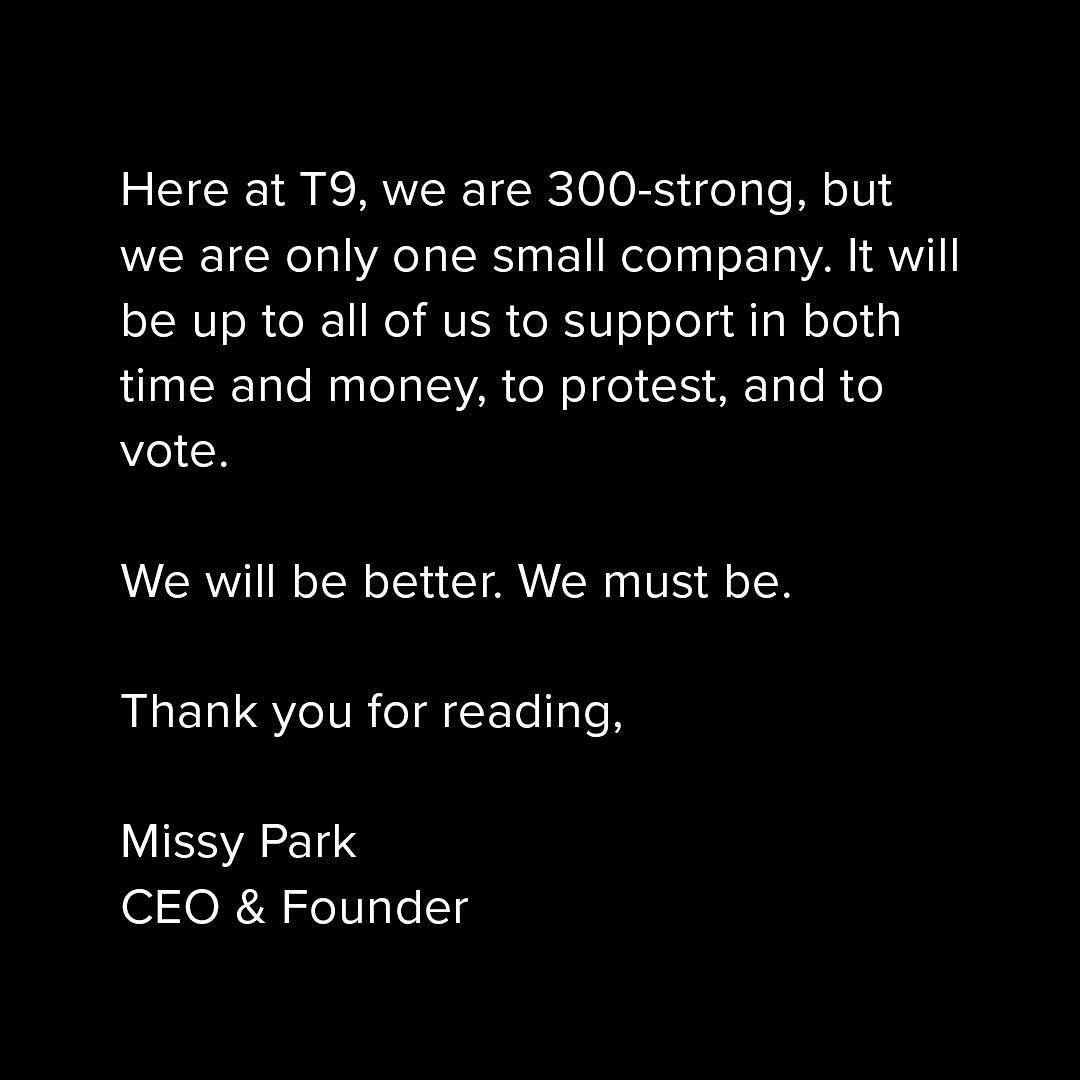 Here at T9, we are 300-strong, but
we are only one small company. It will
be up to all of us to support in both
time and money, to protest, and to
vote.
We will be better. We must be.
Thank you for reading,
Missy Park
CEO & Founder